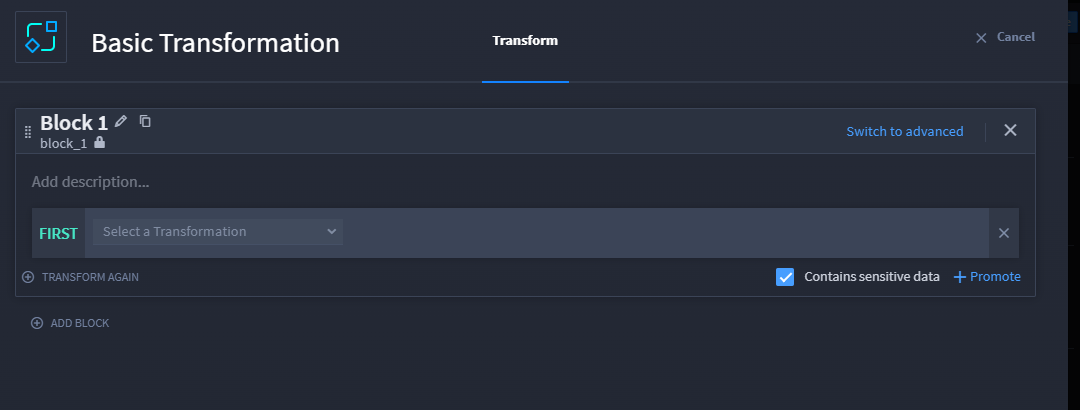 Basic Transformation
Transform
Cancel
Block 1
block_1
Switch to advanced
Add description...
FIRST
Select a Transformation
TRANSFORM AGAIN
Contains sensitive data
Promote
ADD BLOCK